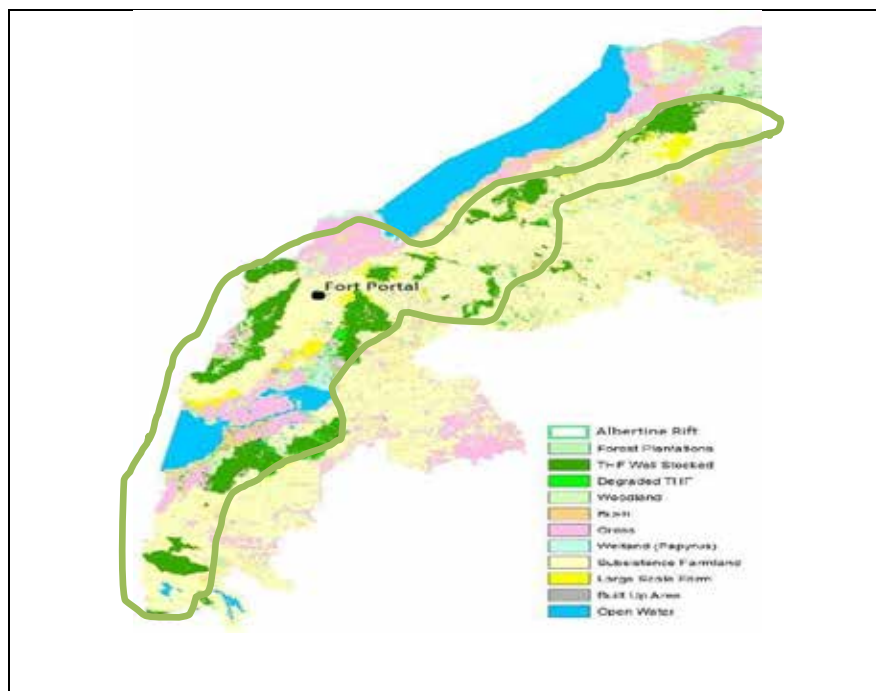 Fort Portal
Albertine Rift
Forest Plantations
THF Well Stocked
Degraded THF
Woodland
Bush
Grass
Wetland (Papyrus)
Subsistence Farmland
Large Scale Farm
Built Up Area
Open Water